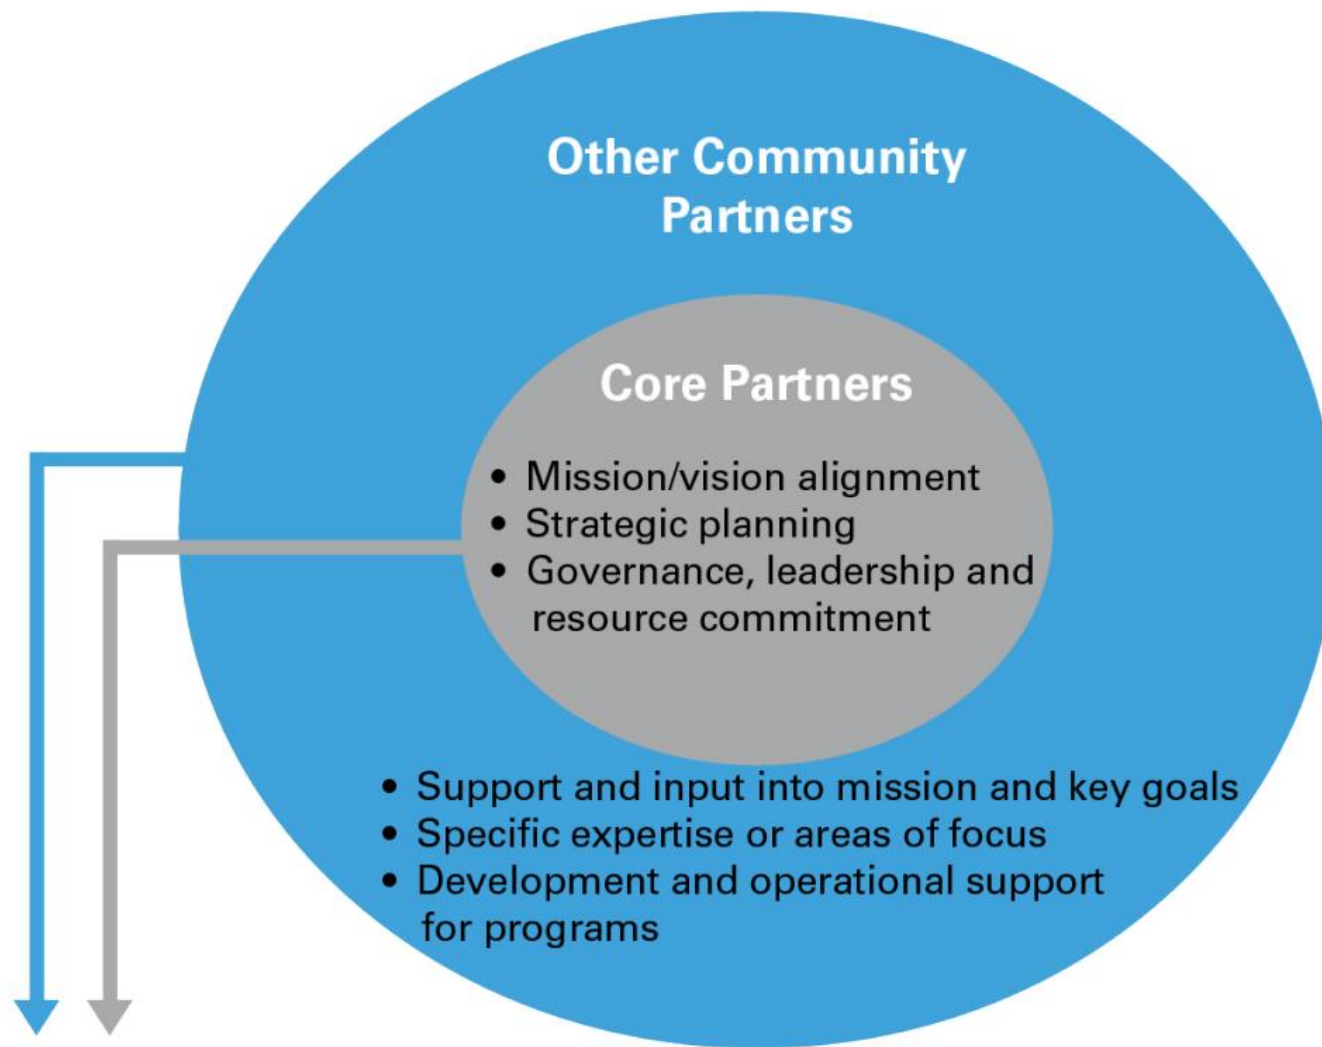 Other Community
Partners
Core Partners
• Mission/vision alignment
• Strategic planning
• Governance, leadership and
resource commitment
• Support and input into mission and key goals
• Specific expertise or areas of focus
• Development and operational support
for programs